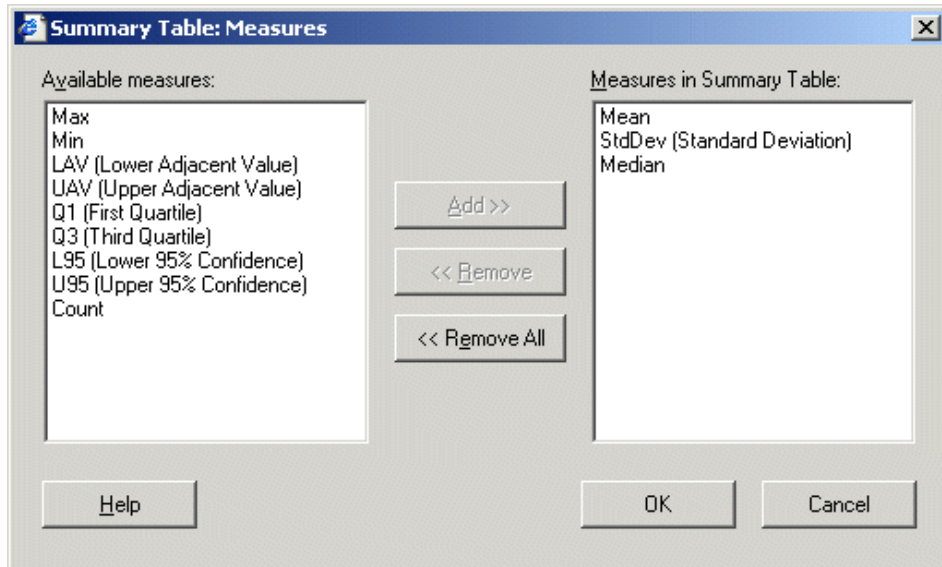 Summary Table: Measures
Available measures:
Max
Min
LAV (Lower Adjacent Value)
UAV (Upper Adjacent Value)
Q1 (First Quartile)
Q3 (Third Quartile)
L95 (Lower 95% Confidence)
U95 (Upper 95% Confidence)
Count
Add >>
<< Remove
<< Remove All
Measures in Summary Table:
Mean
StdDev (Standard Deviation)
Median
Help
OK
Cancel